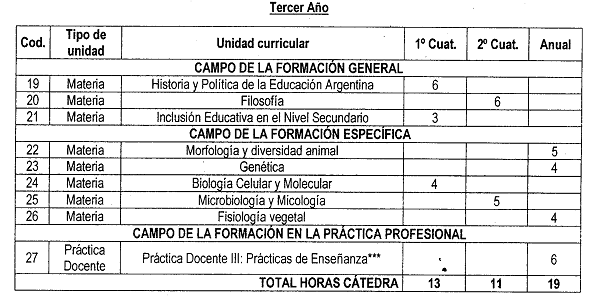 Tercer Año
Cod. Tipo de unidad Unidad curricular 1º Cuat. 2º Cuat. Anual
CAMPO DE LA FORMACIÓN GENERAL
19 Materia Historia y Política de la Educación Argentina 6
20 Materia Filosofía 6
21 Materia Inclusión Educativa en el Nivel Secundario 3
CAMPO DE LA FORMACIÓN ESPECÍFICA
22 Materia Morfología y diversidad animal 5
23 Materia Genética 4
24 Materia Biología Celular y Molecular 4
25 Materia Microbiología y Micología 5
26 Materia Fisiología vegetal 4
CAMPO DE LA FORMACIÓN EN LA PRÁCTICA PROFESIONAL
27 Práctica Docente Práctica Docente III: Prácticas de Enseñanza*** 6
TOTAL HORAS CÁTEDRA 13 11 19